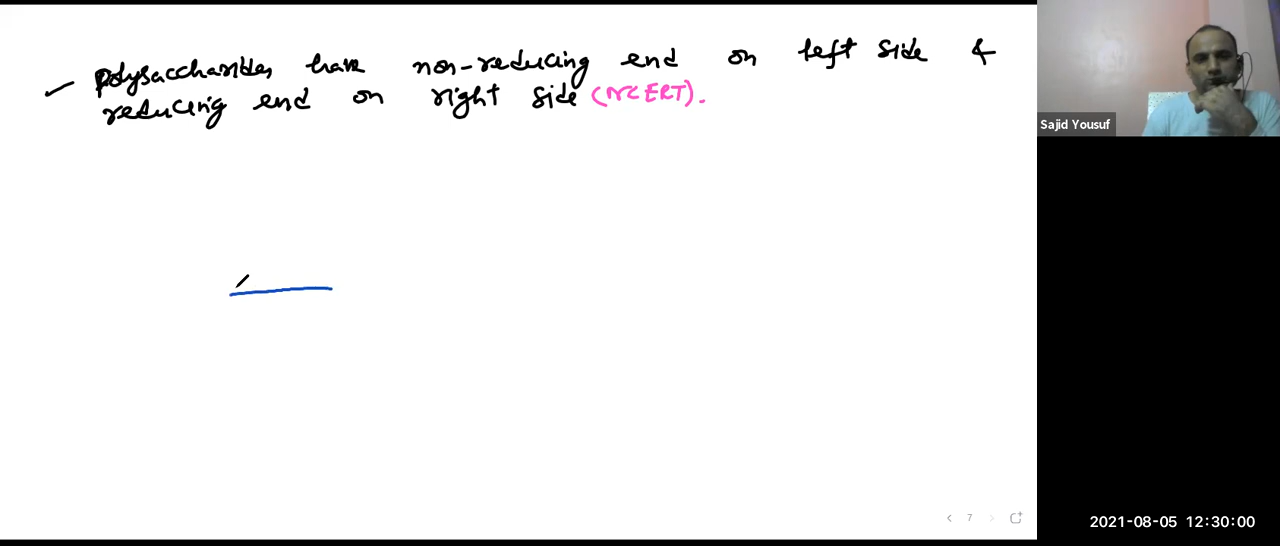 Polysaccharides have non-reducing end on left side &
reducing end on right side (NCERT).
Sajid Yousuf
7
2021-08-05 12:30:00